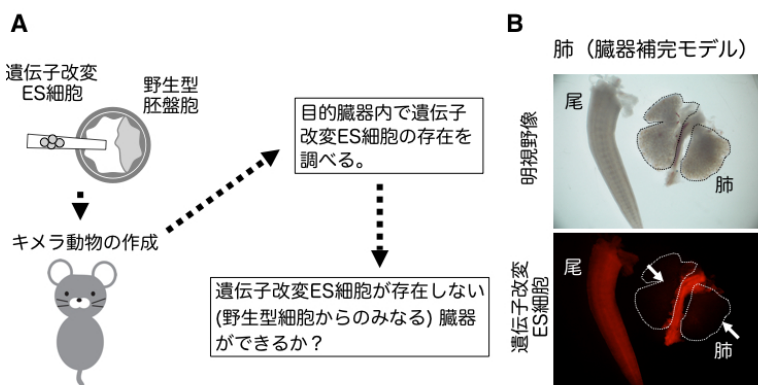 A
遺伝子改変
ES細胞
野生型
胚盤胞
キメラ動物の作成
目的臓器内で遺伝子
改変ES細胞の存在を
調べる。
遺伝子改変ES細胞が存在しない
(野生型細胞からのみなる) 臓器
ができるか？
B
肺（臓器補完モデル）
明視野像
尾
肺
遺伝子改変
ES細胞
尾
肺